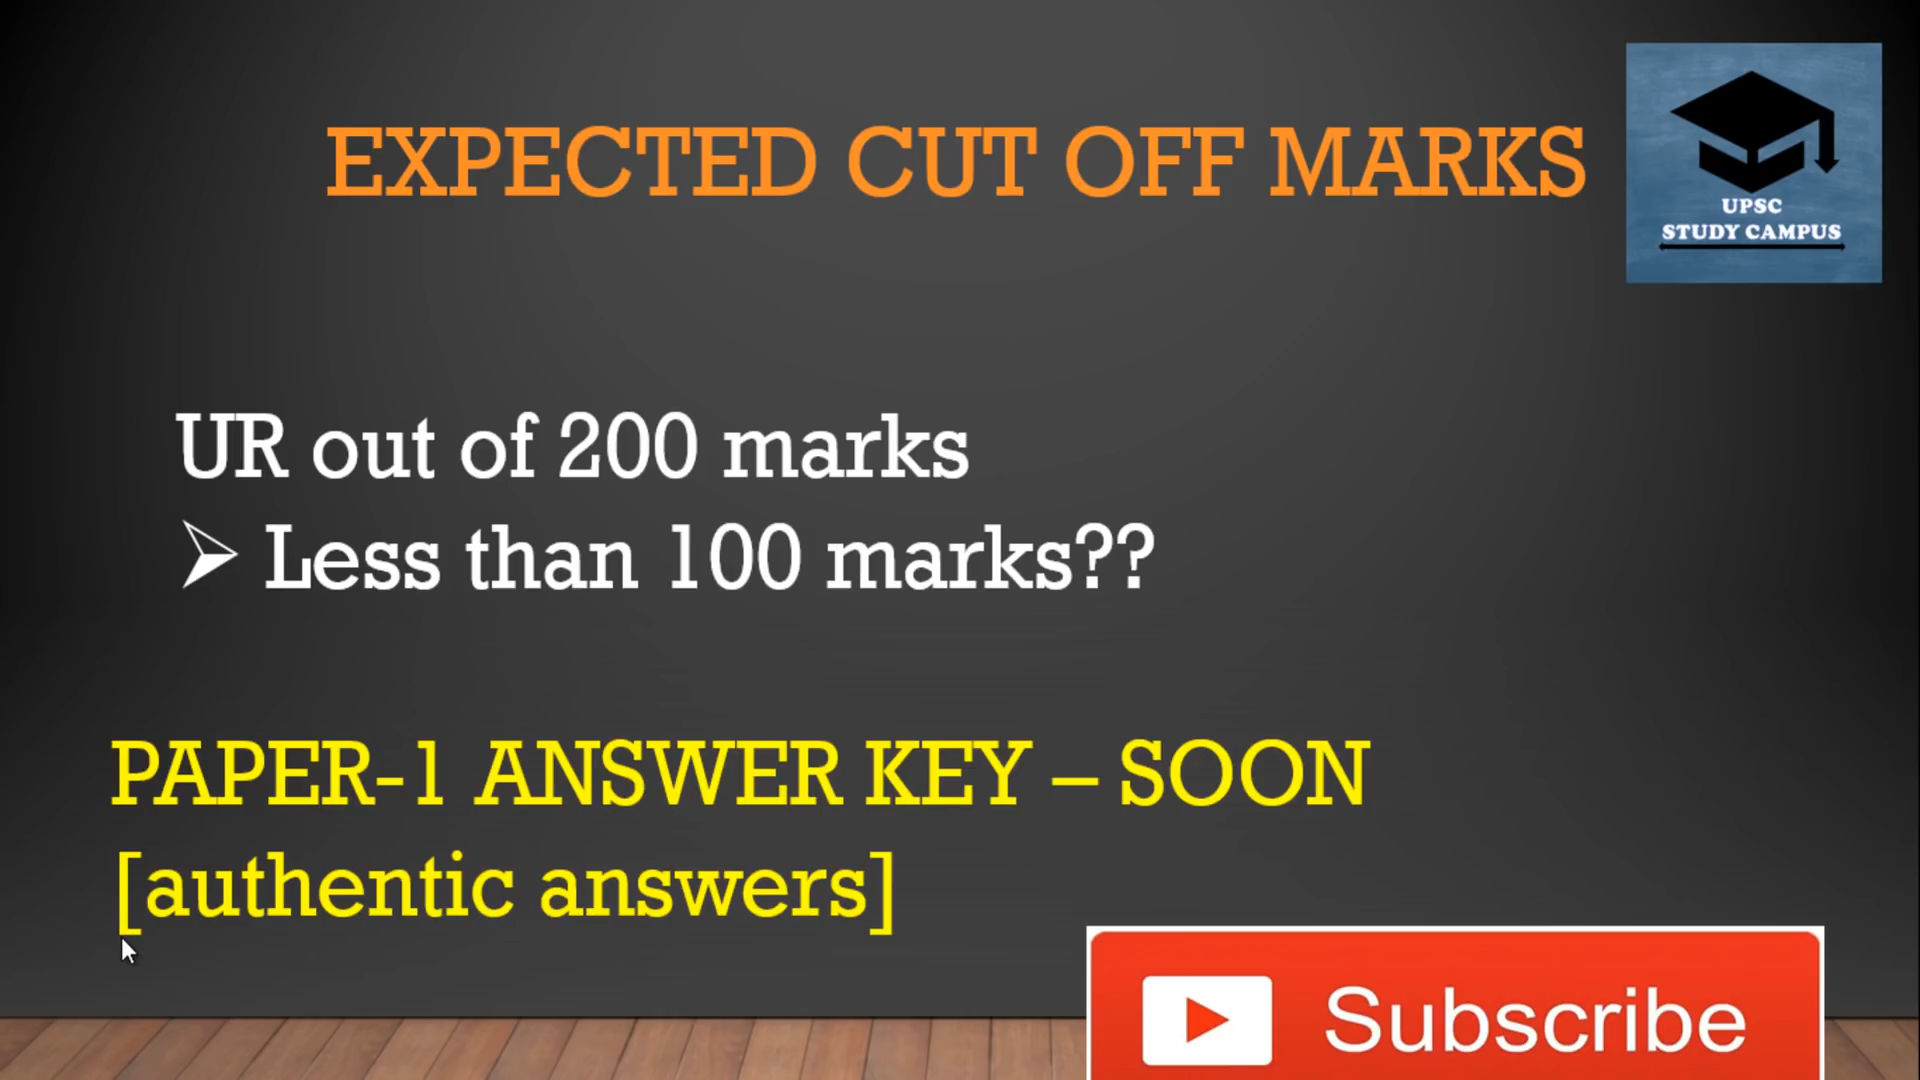 EXPECTED CUT OFF MARKS
UPSC
STUDY CAMPUS
UR out of 200 marks
Less than 100 marks??
PAPER-1 ANSWER KEY – SOON
[authentic answers]
Subscribe